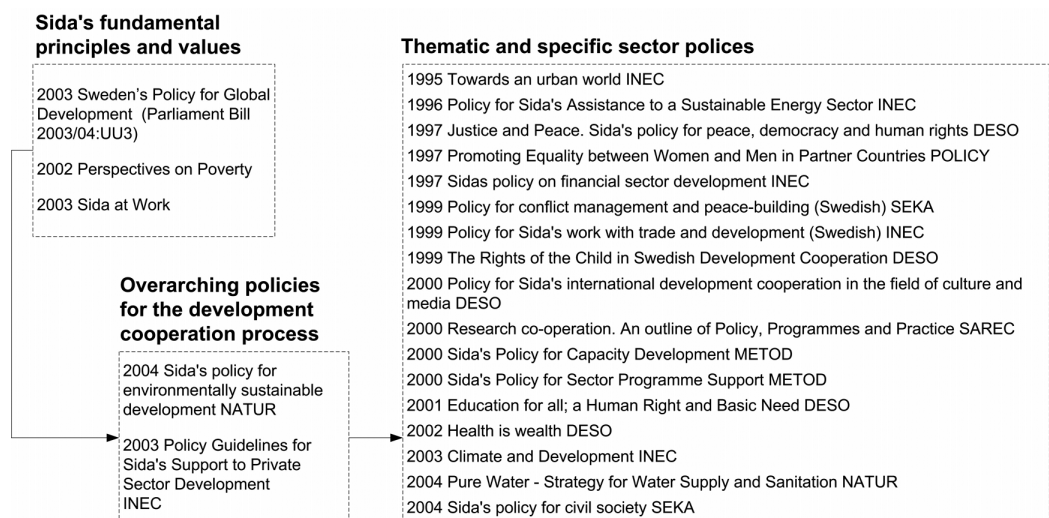 Sida's fundamental
principles and values
2003 Sweden's Policy for Global
Development (Parliament Bill
2003/04:UU3)
2002 Perspectives on Poverty
2003 Sida at Work
Overarching policies
for the development
cooperation process
2004 Sida's policy for
environmentally sustainable
development NATUR
2003 Policy Guidelines for
Sida's Support to Private
Sector Development
INEC
Thematic and specific sector polices
1995 Towards an urban world INEC
1996 Policy for Sida's Assistance to a Sustainable Energy Sector INEC
1997 Justice and Peace. Sida's policy for peace, democracy and human rights DESO
1997 Promoting Equality between Women and Men in Partner Countries POLICY
1997 Sidas policy on financial sector development INEC
1999 Policy for conflict management and peace-building (Swedish) SEKA
1999 Policy for Sida's work with trade and development (Swedish) INEC
1999 The Rights of the Child in Swedish Development Cooperation DESO
2000 Policy for Sida's international development cooperation in the field of culture and
media DESO
2000 Research co-operation. An outline of Policy, Programmes and Practice SAREC
2000 Sida's Policy for Capacity Development METOD
2000 Sida's Policy for Sector Programme Support METOD
2001 Education for all; a Human Right and Basic Need DESO
2002 Health is wealth DESO
2003 Climate and Development INEC
2004 Pure Water - Strategy for Water Supply and Sanitation NATUR
2004 Sida's policy for civil society SEKA